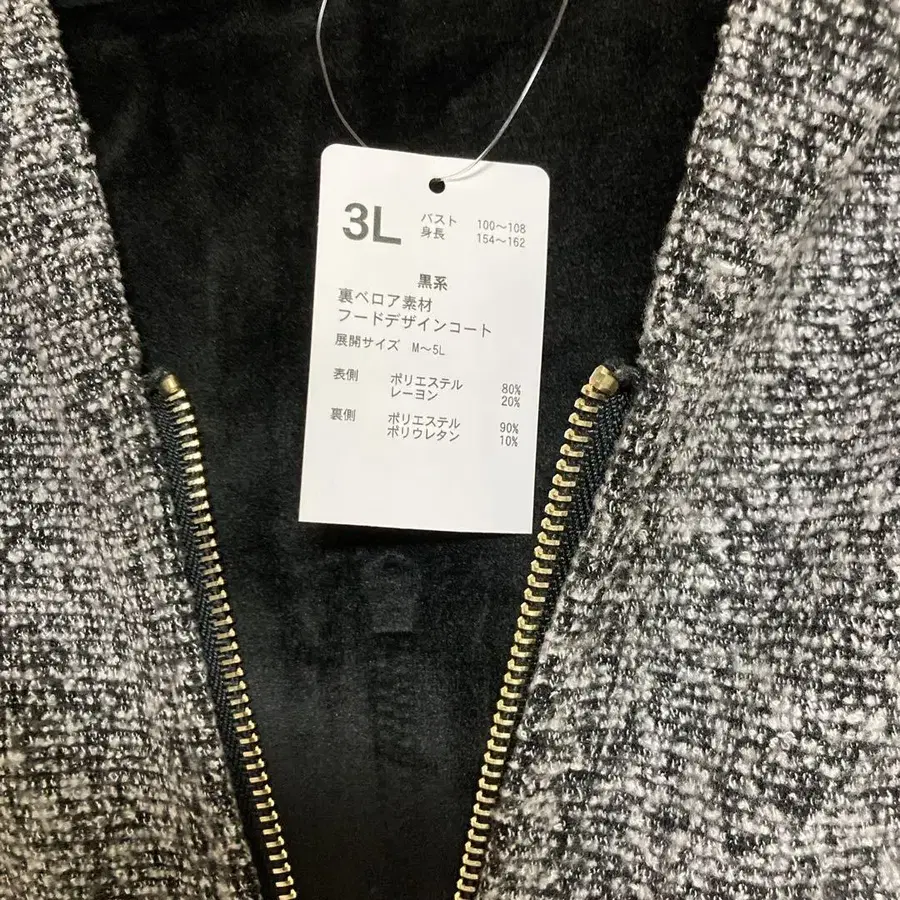 3L バスト 100～108
身長 154～162
黒系
裏ベロア素材
フードデザインコート
展開サイズ M～5L
表側 ポリエステル 80%
レーヨン 20%
裏側 ポリエステル 90%
ポリウレタン 10%